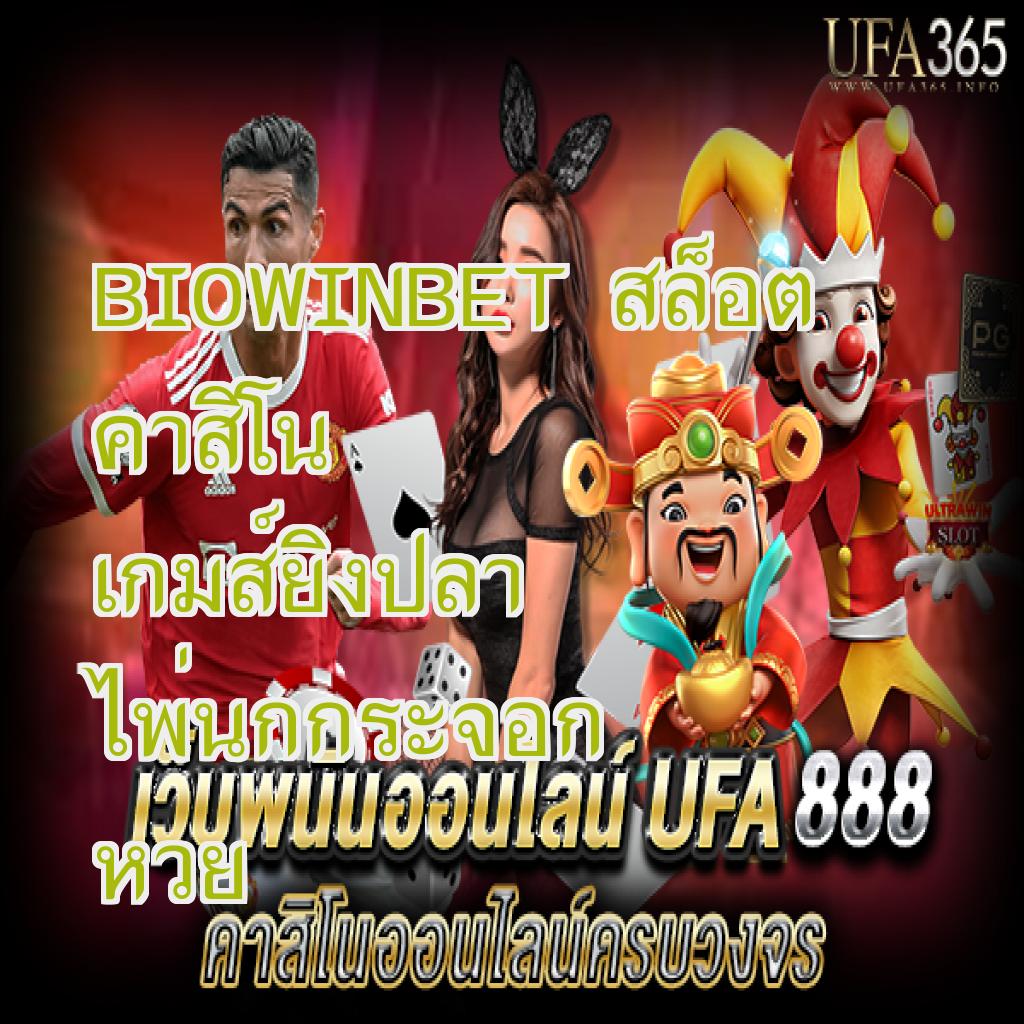 UFA365
WWW.UFA365.INFO
BIOWINBET สล็อต
คาสิโน
PG
A
เกมส์ยิงปลา
ULTRAWIN
SLOT
ไพ่นกกระจอก
เว็บพนันออนไลน์ UFA 888
หวย
คาสิโนออนไลน์ครบวงจร